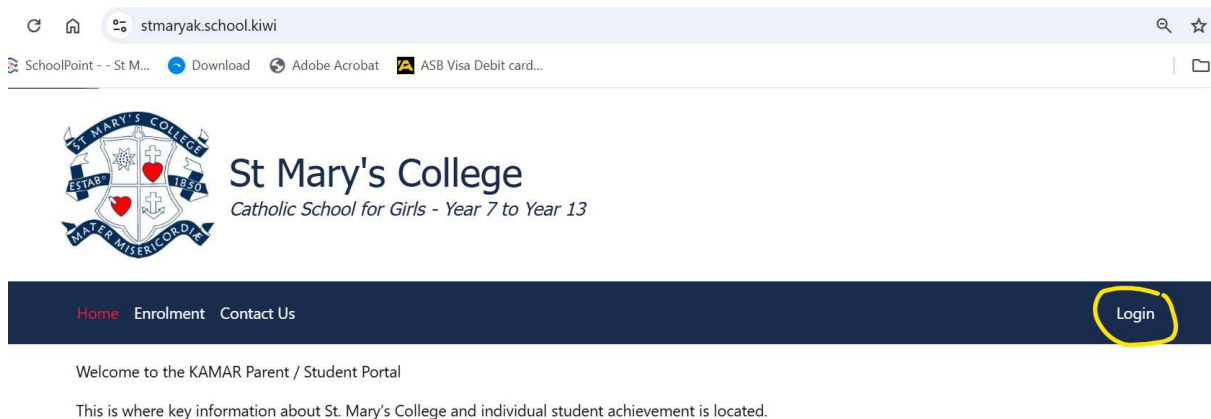 stmaryak.school.kiwi
SchoolPoint - - St M... Download Adobe Acrobat ASB Visa Debit card...
ST MARY'S COLLEGE
ESTABD 1850
MATER MISERICORDIÆ
St Mary's College
Catholic School for Girls - Year 7 to Year 13
Home Enrolment Contact Us Login
Welcome to the KAMAR Parent / Student Portal
This is where key information about St. Mary’s College and individual student achievement is located.